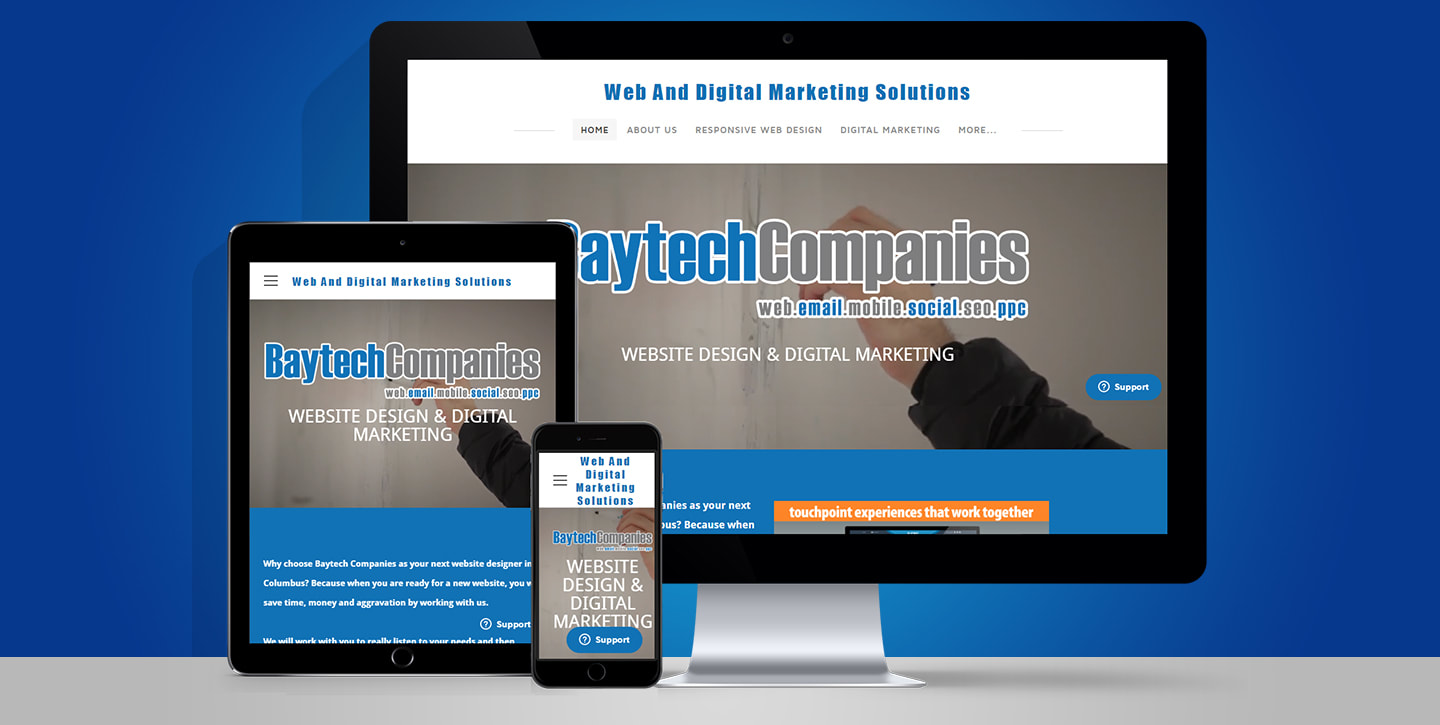 Web And Digital Marketing Solutions
HOME ABOUT US RESPONSIVE WEB DESIGN DIGITAL MARKETING MORE...
aytechCompanies
web.email.mobile.social.seo.ppc
WEBSITE DESIGN & DIGITAL MARKETING
Support
anies as your next
us? Because when
touchpoint experiences that work together
Web And Digital Marketing Solutions
BaytechCompanies
web.email.mobile.social.seo.ppc
WEBSITE DESIGN & DIGITAL
MARKETING
Why choose Baytech Companies as your next website designer in
Columbus? Because when you are ready for a new website, you w
save time, money and aggravation by working with us.
Support
We will work with you to really listen to your needs and then
Web And
Digital
Marketing
Solutions
BaytechCompanies
web.email.mobile.social.seo.ppc
WEBSITE
DESIGN &
DIGITAL
MARKETING
Support